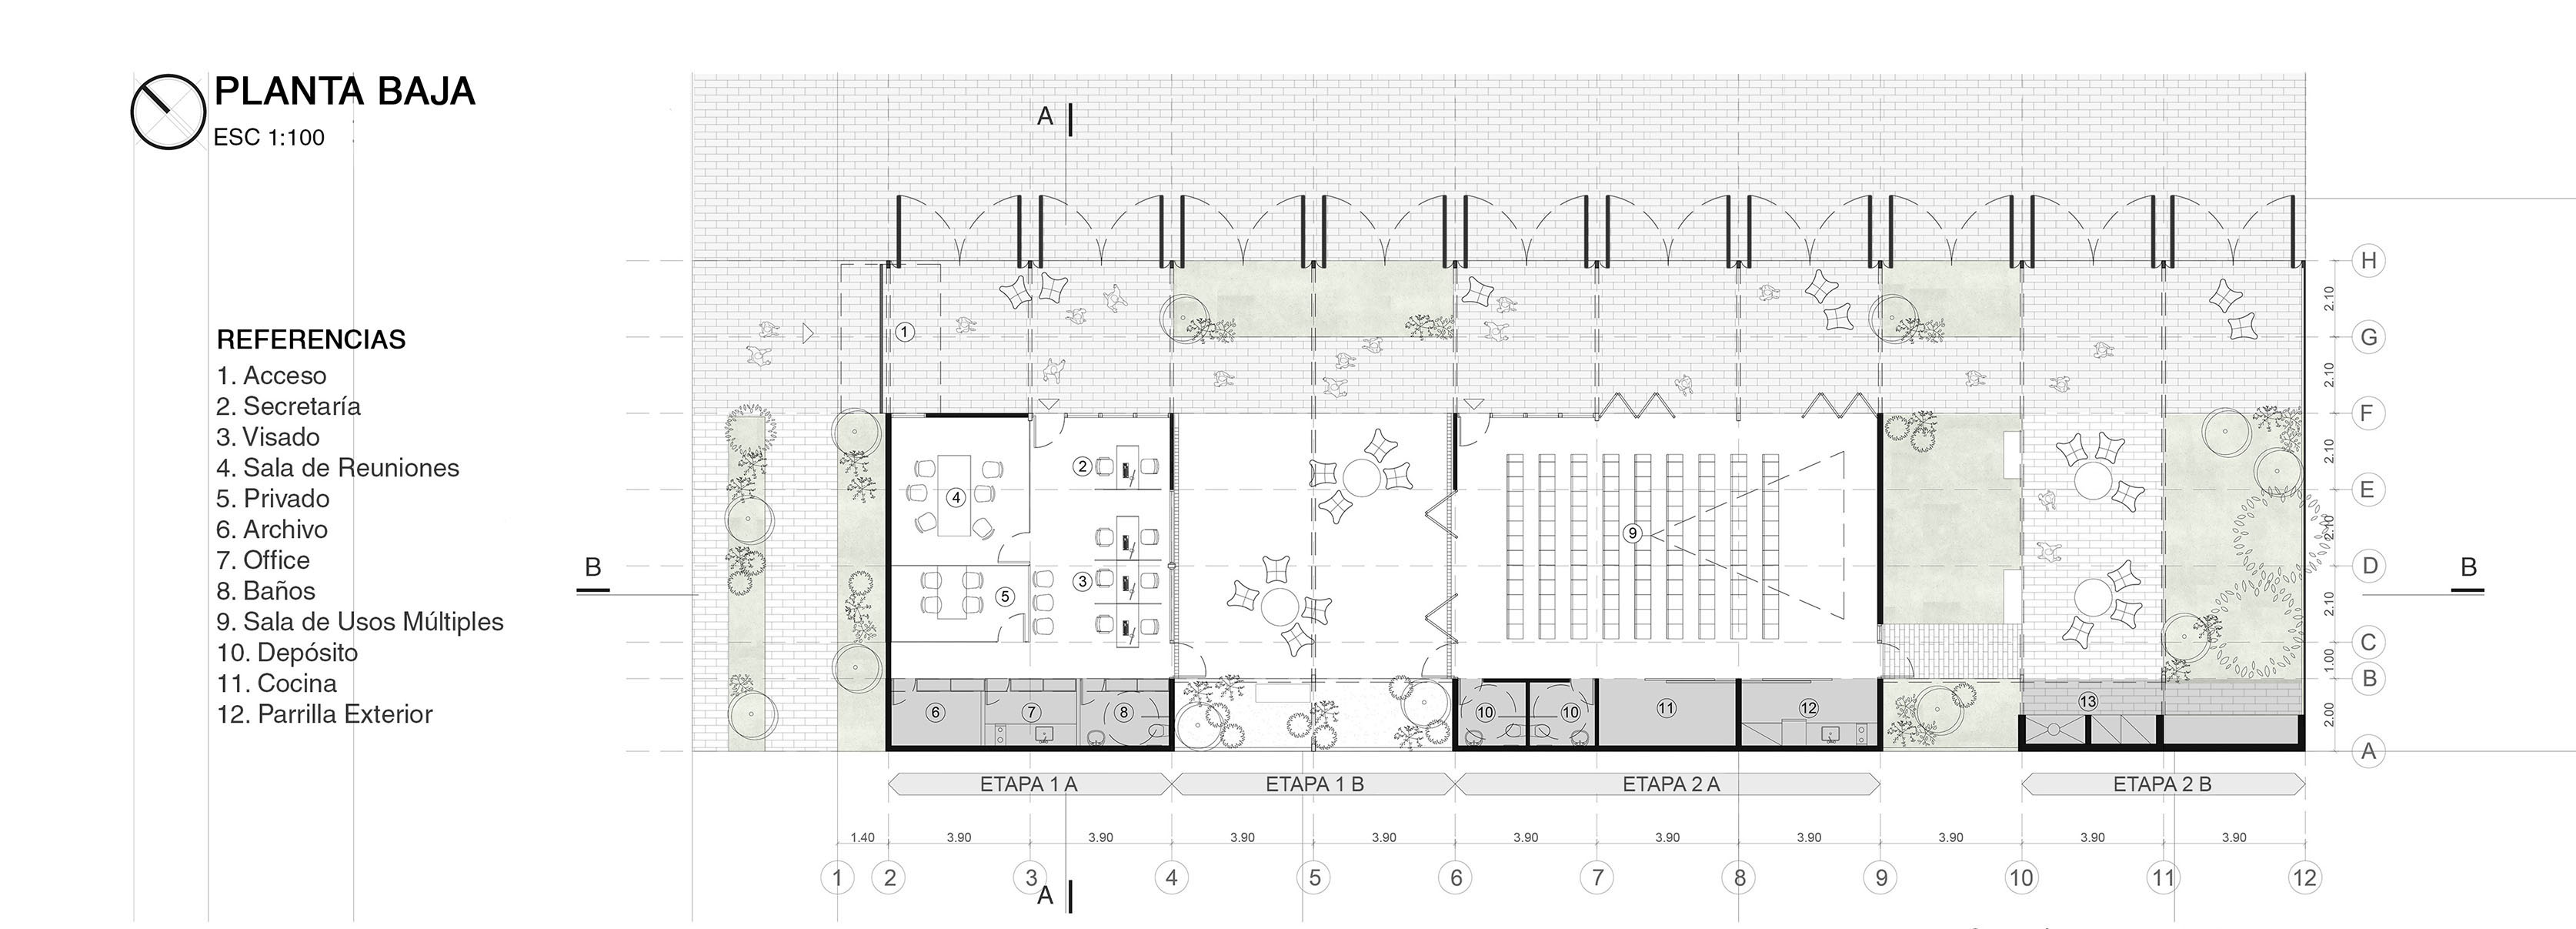 PLANTA BAJA
ESC 1:100
REFERENCIAS
1. Acceso
2. Secretaría
3. Visado
4. Sala de Reuniones
5. Privado
6. Archivo
7. Office
8. Baños
9. Sala de Usos Múltiples
10. Depósito
11. Cocina
12. Parrilla Exterior
A
H
2.10
1
G
2.10
F
2.10
2
4
E
2.10
9
B
B
D
3
5
2.10
C
1.00
B
13
6
7
8
10
10
11
12
2.00
A
ETAPA 1 A
ETAPA 1 B
ETAPA 2 A
ETAPA 2 B
1.40
3.90
3.90
3.90
3.90
3.90
3.90
3.90
3.90
3.90
3.90
1
2
3
4
5
6
7
8
9
10
11
12
A